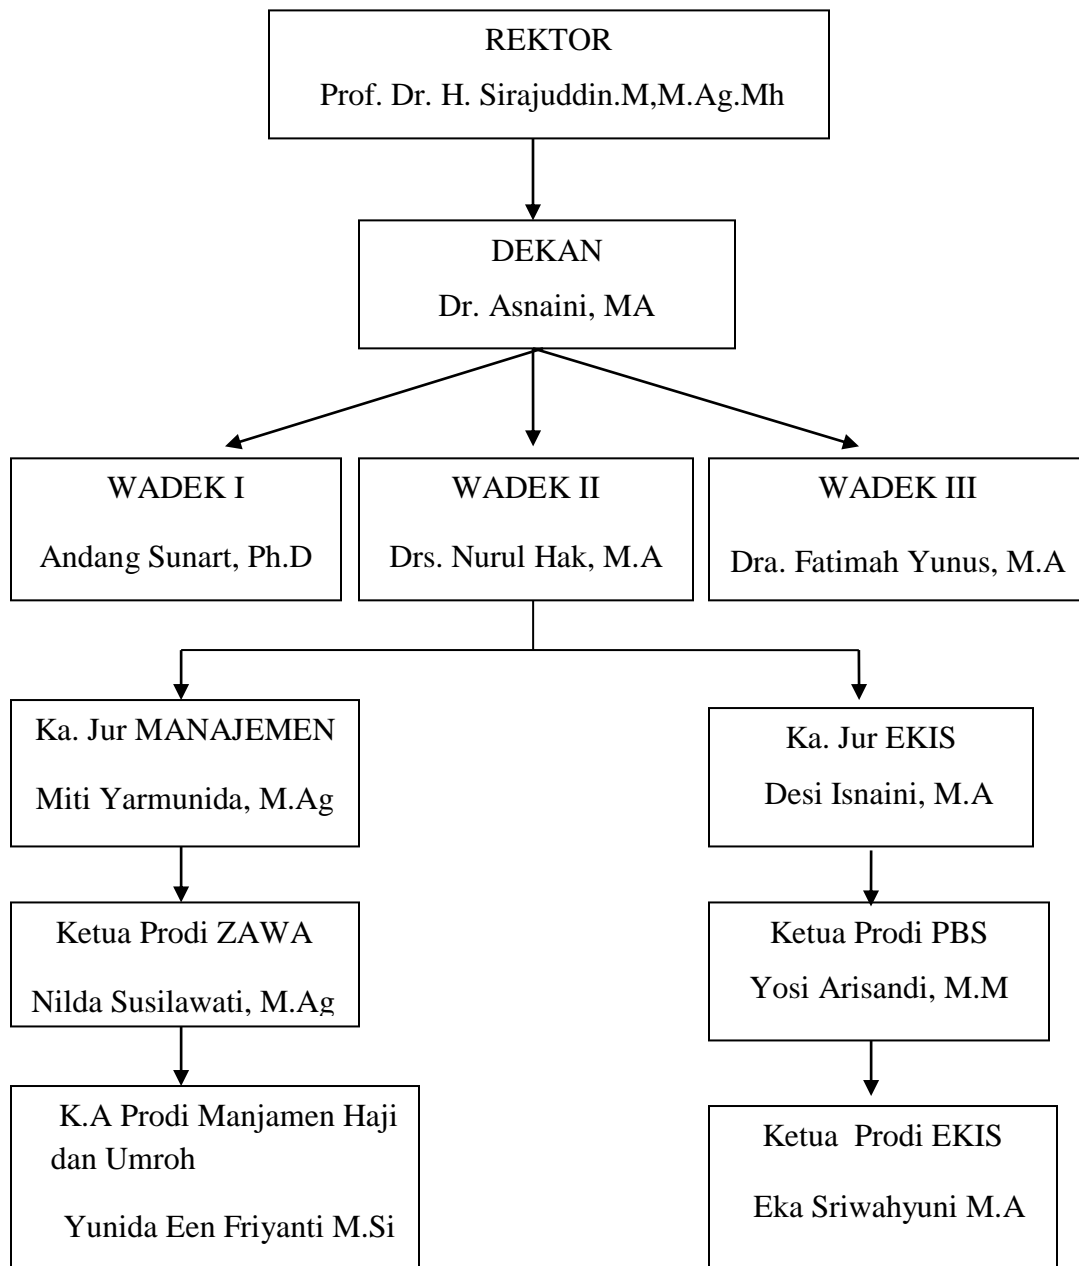 REKTOR
Prof. Dr. H. Sirajuddin.M,M.Ag.Mh
DEKAN
Dr. Asnaini, MA
WADEK I
Andang Sunart, Ph.D
WADEK II
Drs. Nurul Hak, M.A
WADEK III
Dra. Fatimah Yunus, M.A
Ka. Jur MANAJEMEN
Miti Yarmunida, M.Ag
Ka. Jur EKIS
Desi Isnaini, M.A
Ketua Prodi ZAWA
Nilda Susilawati, M.Ag
Ketua Prodi PBS
Yosi Arisandi, M.M
K.A Prodi Manjamen Haji
dan Umroh
Yunida Een Friyanti M.Si
Ketua Prodi EKIS
Eka Sriwahyuni M.A